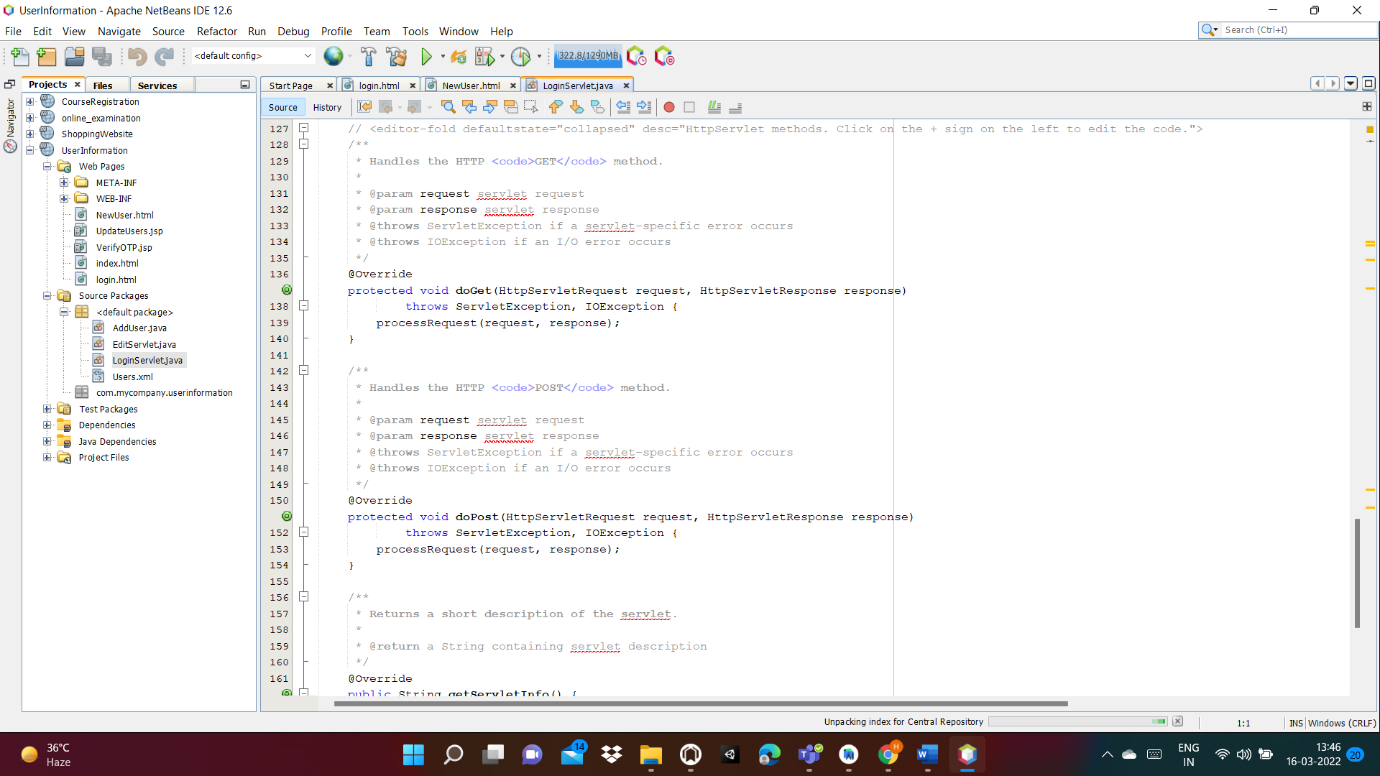 UserInformation - Apache NetBeans IDE 12.6
File Edit View Navigate Source Refactor Run Debug Profile Team Tools Window Help
Search (Ctrl+I)
<default config>
322.8/1290MB
Projects Files Services
Navigator
CourseRegistration
online_examination
ShoppingWebsite
UserInformation
Web Pages
META-INF
WEB-INF
NewUser.html
UpdateUsers.jsp
VerifyOTP.jsp
index.html
login.html
Source Packages
<default package>
AddUser.java
EditServlet.java
LoginServlet.java
Users.xml
com.mycompany.userinformation
Test Packages
Dependencies
Java Dependencies
Project Files
Start Page login.html NewUser.html LoginServlet.java
Source History
127 // <editor-fold defaultstate="collapsed" desc="HttpServlet methods. Click on the + sign on the left to edit the code.">
128 /**
129 * Handles the HTTP <code>GET</code> method.
130 *
131 * @param request servlet request
132 * @param response servlet response
133 * @throws ServletException if a servlet-specific error occurs
134 * @throws IOException if an I/O error occurs
135 */
136 @Override
protected void doGet(HttpServletRequest request, HttpServletResponse response)
138 throws ServletException, IOException {
139 processRequest(request, response);
140 }
141
142 /**
143 * Handles the HTTP <code>POST</code> method.
144 *
145 * @param request servlet request
146 * @param response servlet response
147 * @throws ServletException if a servlet-specific error occurs
148 * @throws IOException if an I/O error occurs
149 */
150 @Override
protected void doPost(HttpServletRequest request, HttpServletResponse response)
152 throws ServletException, IOException {
153 processRequest(request, response);
154 }
155
156 /**
157 * Returns a short description of the servlet.
158 *
159 * @return a String containing servlet description
160 */
161 @Override
public String getServletInfo() {
Unpacking index for Central Repository
1:1
INS Windows (CRLF)
36°C
Haze
14
ENG
IN
13:46
16-03-2022
20